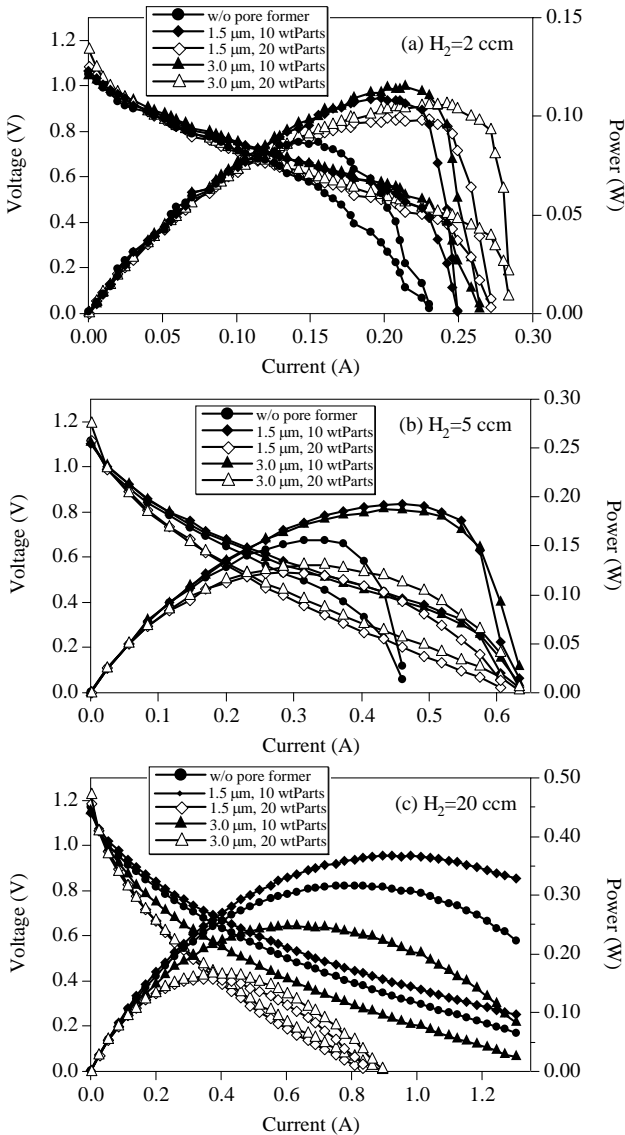 w/o pore former
1.5 μm, 10 wtParts
1.5 μm, 20 wtParts
3.0 μm, 10 wtParts
3.0 μm, 20 wtParts
(a) H2=2 ccm
Voltage (V)
1.2
1.0
0.8
0.6
0.4
0.2
0.0
0.15
0.10
0.05
0.00
Power (W)
0.00 0.05 0.10 0.15 0.20 0.25 0.30
Current (A)
w/o pore former
1.5 μm, 10 wtParts
1.5 μm, 20 wtParts
3.0 μm, 10 wtParts
3.0 μm, 20 wtParts
(b) H2=5 ccm
Voltage (V)
1.2
1.0
0.8
0.6
0.4
0.2
0.0
0.30
0.25
0.20
0.15
0.10
0.05
0.00
Power (W)
0.0 0.1 0.2 0.3 0.4 0.5 0.6
Current (A)
w/o pore former
1.5 μm, 10 wtParts
1.5 μm, 20 wtParts
3.0 μm, 10 wtParts
3.0 μm, 20 wtParts
(c) H2=20 ccm
Voltage (V)
1.2
1.0
0.8
0.6
0.4
0.2
0.0
0.50
0.40
0.30
0.20
0.10
0.00
Power (W)
0.0 0.2 0.4 0.6 0.8 1.0 1.2
Current (A)